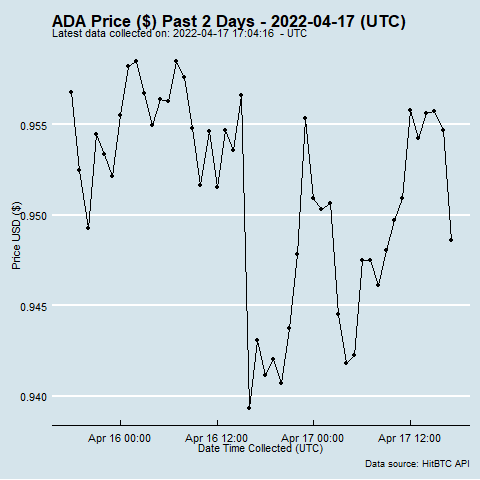 ADA Price ($) Past 2 Days - 2022-04-17 (UTC)
Latest data collected on: 2022-04-17 17:04:16  - UTC
Price USD ($)
0.955
0.950
0.945
0.940
Apr 16 00:00 Apr 16 12:00 Apr 17 00:00 Apr 17 12:00
Date Time Collected (UTC)
Data source: HitBTC API